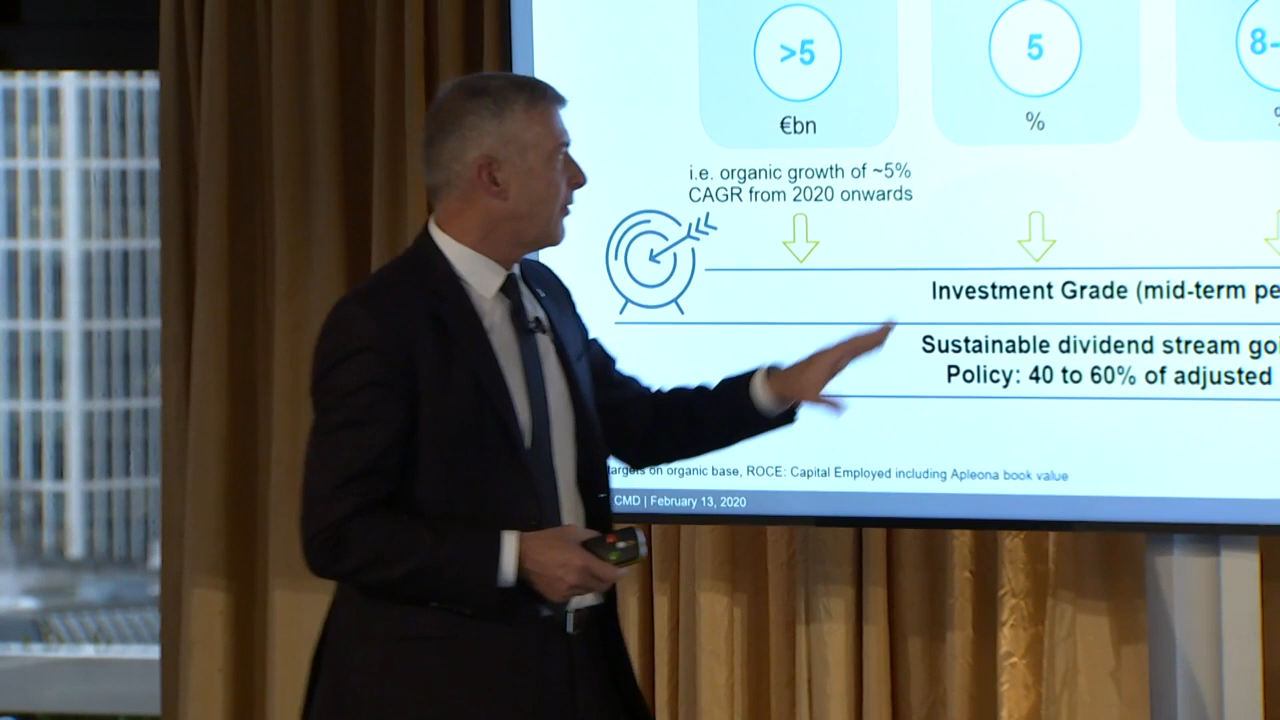 >5
5
8-
€bn
%
i.e. organic growth of ~5%
CAGR from 2020 onwards
Investment Grade (mid-term pe
Sustainable dividend stream goi
Policy: 40 to 60% of adjusted
targets on organic base, ROCE: Capital Employed including Apleona book value
CMD | February 13, 2020